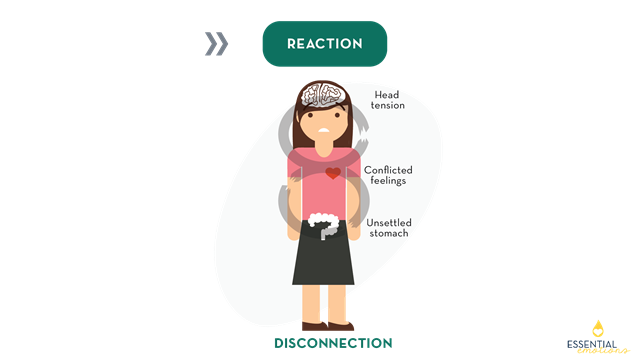 REACTION
Head
tension
Conflicted
feelings
Unsettled
stomach
DISCONNECTION
ESSENTIAL
emotions